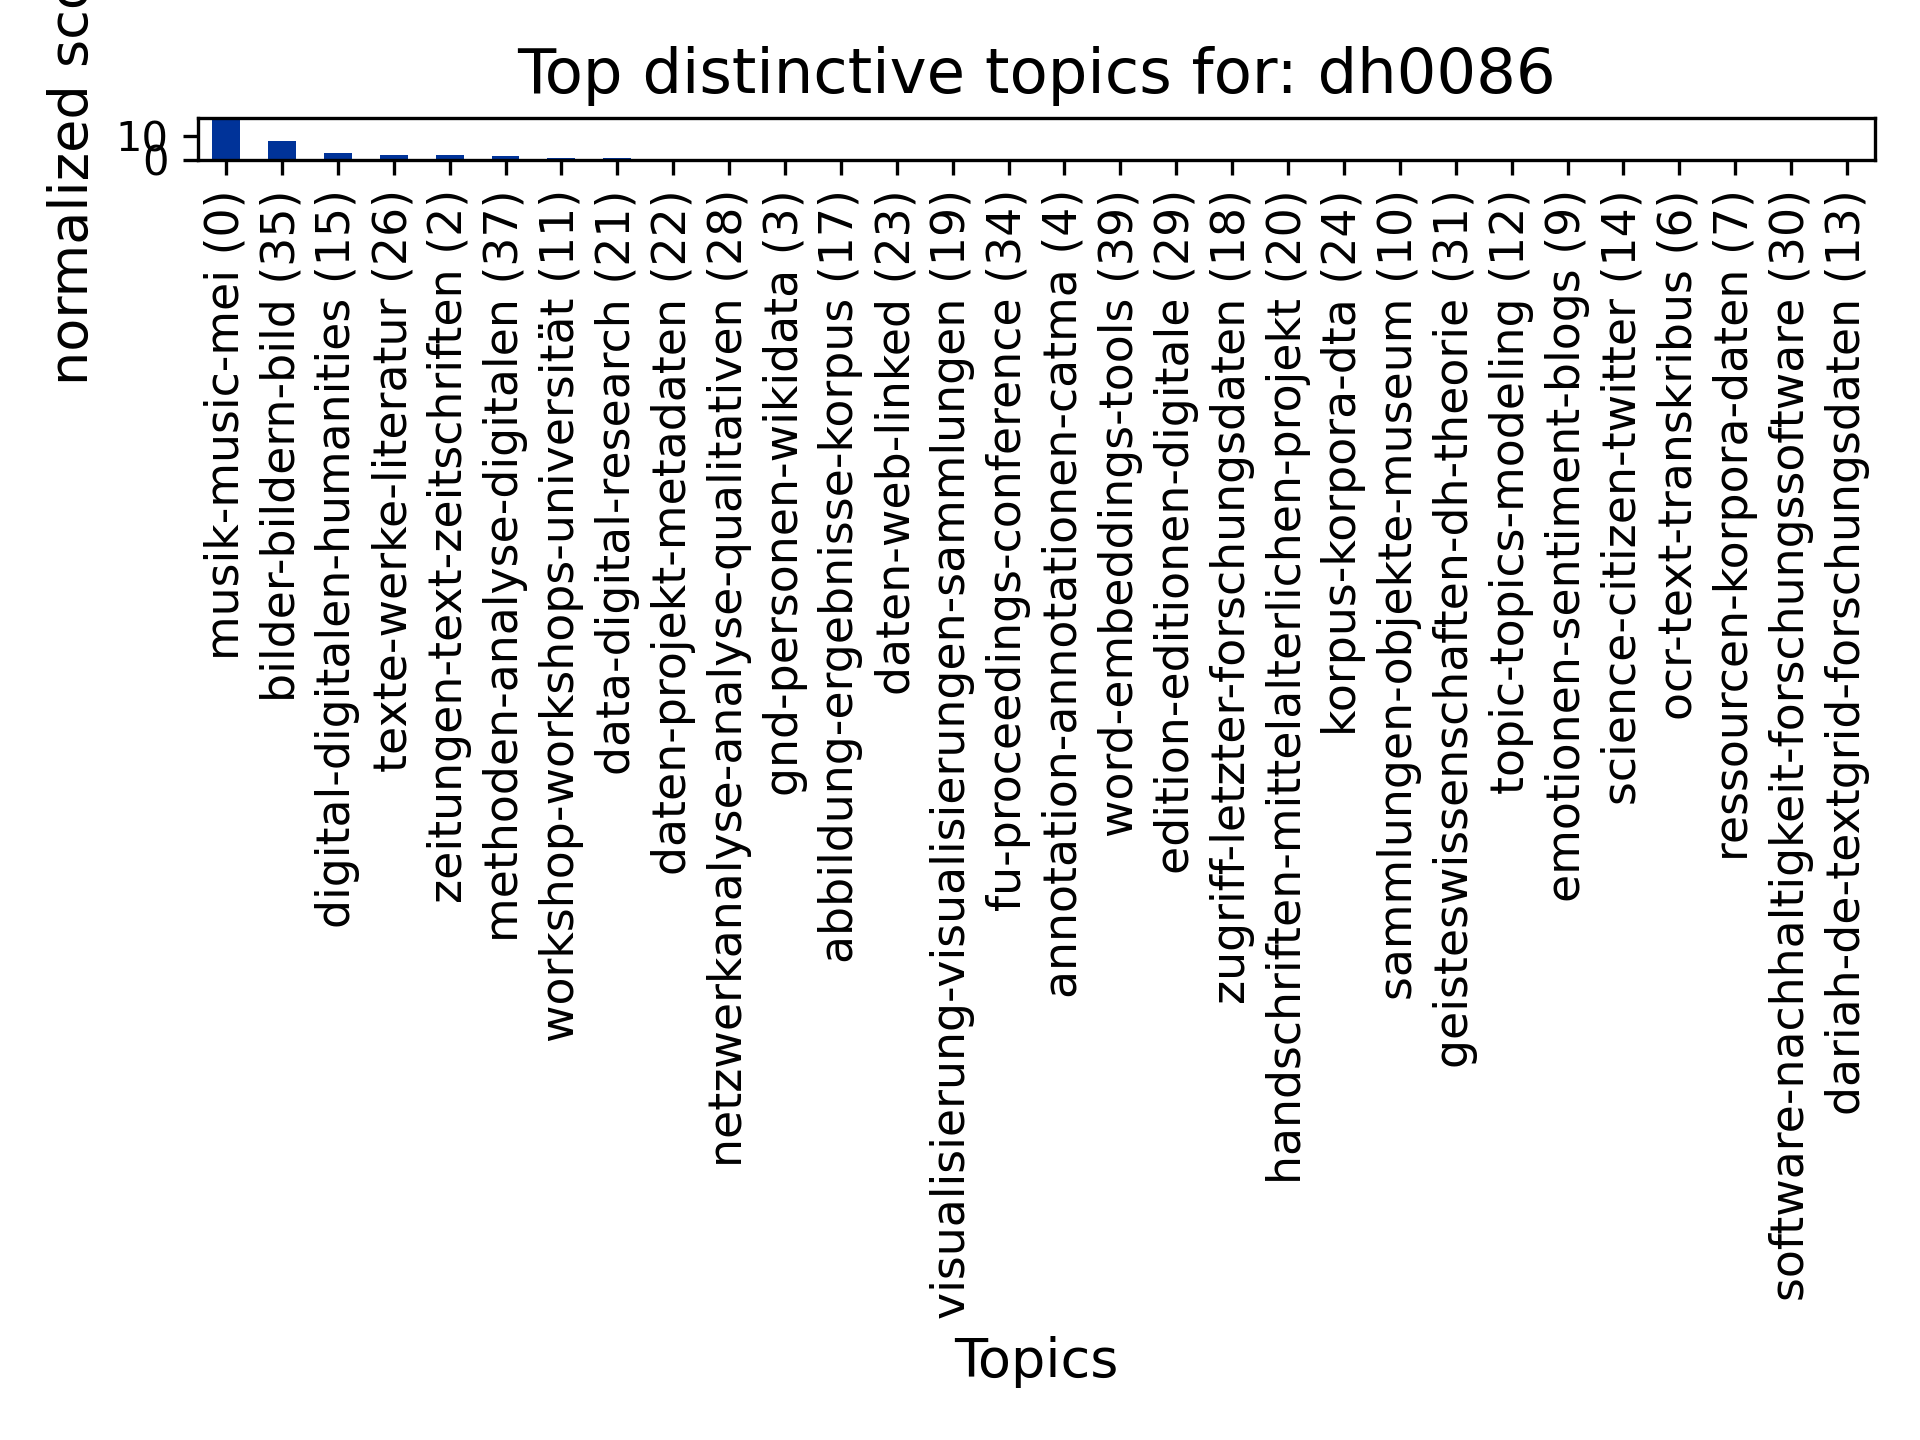 Top distinctive topics for: dh0086
normalized
10
0
musik-music-mei (0)
bilder-bildern-bild (35)
digital-digitalen-humanities (15)
texte-werke-literatur (26)
zeitungen-text-zeitschriften (2)
methoden-analyse-digitalen (37)
workshop-workshops-universität (11)
data-digital-research (21)
daten-projekt-metadaten (22)
netzwerkanalyse-analyse-qualitativen (28)
gnd-personen-wikidata (3)
abbildung-ergebnisse-korpus (17)
daten-web-linked (23)
visualisierung-visualisierungen-sammlungen (19)
fu-proceedings-conference (34)
annotation-annotationen-catma (4)
word-embeddings-tools (39)
edition-editionen-digitale (29)
zugriff-letzter-forschungsdaten (18)
handschriften-mittelalterlichen-projekt (20)
korpus-korpora-dta (24)
sammlungen-objekte-museum (10)
geisteswissenschaften-dh-theorie (31)
topic-topics-modeling (12)
emotionen-sentiment-blogs (9)
science-citizen-twitter (14)
ocr-text-transkribus (6)
ressourcen-korpora-daten (7)
software-nachhaltigkeit-forschungssoftware (30)
dariah-de-textgrid-forschungsdaten (13)
Topics